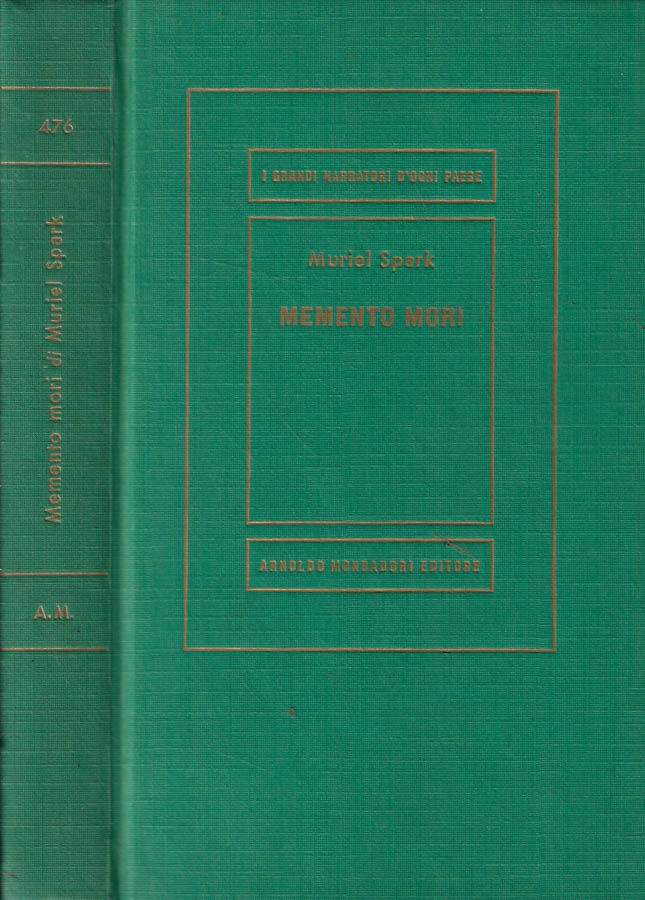 476
Memento mori di Muriel Spark
A.M.
I GRANDI NARRATORI D'OGNI PAESE
Muriel Spark
MEMENTO MORI
ARNOLDO MONDADORI EDITORE